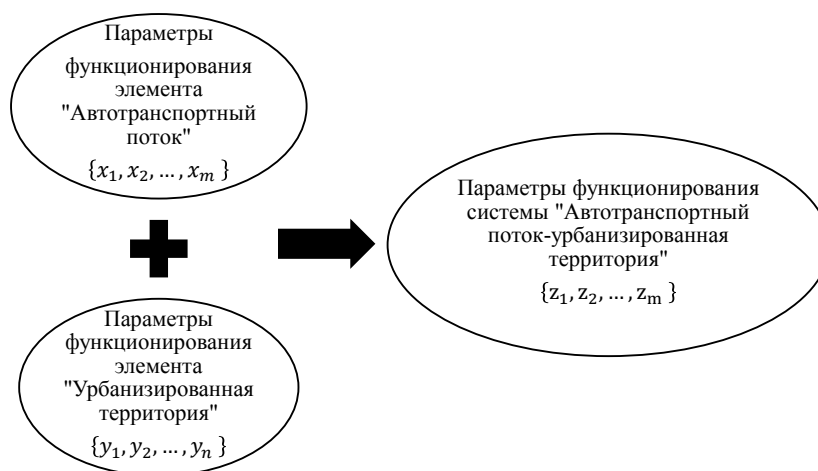 Параметры
функционирования
элемента
"Автотранспортный
поток"
{x₁, x₂, … , xₘ }
Параметры функционирования
системы "Автотранспортный
поток-урбанизированная
территория"
{z₁, z₂, … , zₘ }
Параметры
функционирования
элемента
"Урбанизированная
территория"
{y₁, y₂, … , yₙ }